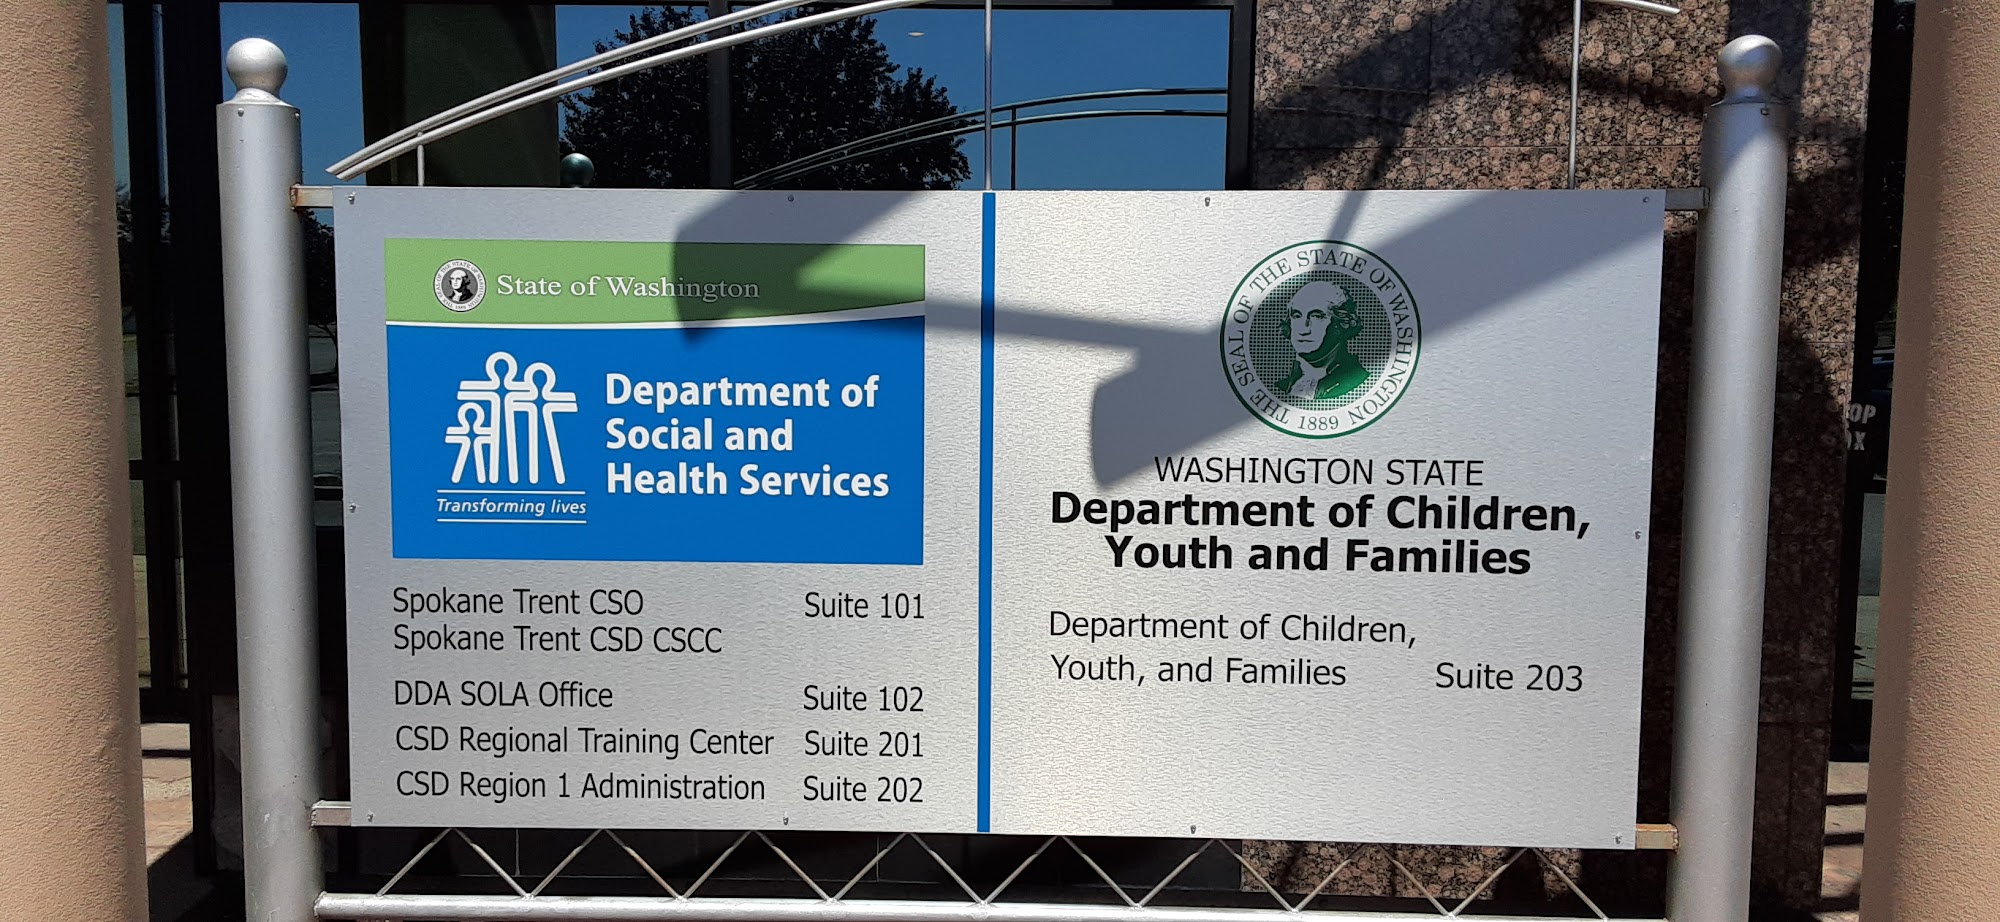 State of Washington
Department of
Social and
Health Services
Transforming lives
Spokane Trent CSO Suite 101
Spokane Trent CSD CSCC
DDA SOLA Office Suite 102
CSD Regional Training Center Suite 201
CSD Region 1 Administration Suite 202
THE SEAL OF THE STATE OF WASHINGTON
1889
WASHINGTON STATE
Department of Children,
Youth and Families
Department of Children,
Youth, and Families Suite 203